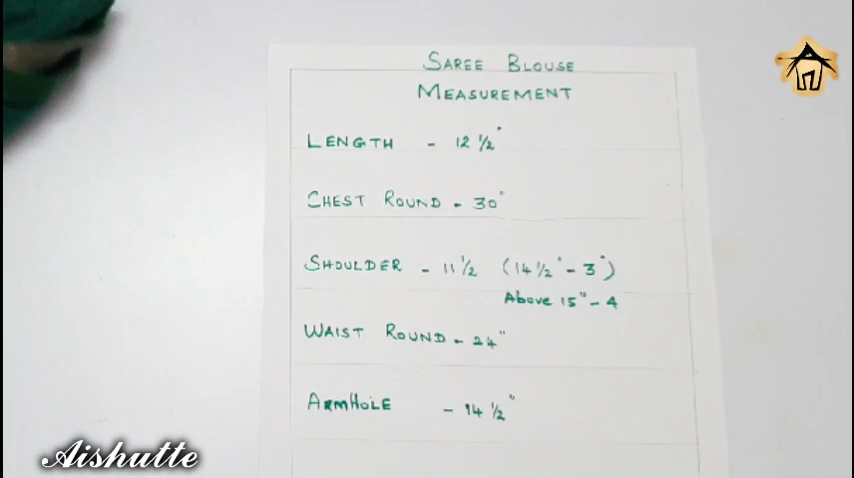 SAREE BLOUSE
MEASUREMENT
LENGTH - 12 1/2"
CHEST ROUND - 30"
SHOULDER - 11 1/2 (14 1/2" - 3")
Above 15" - 4
WAIST ROUND - 24"
ARMHOLE - 14 1/2"
Aishutte